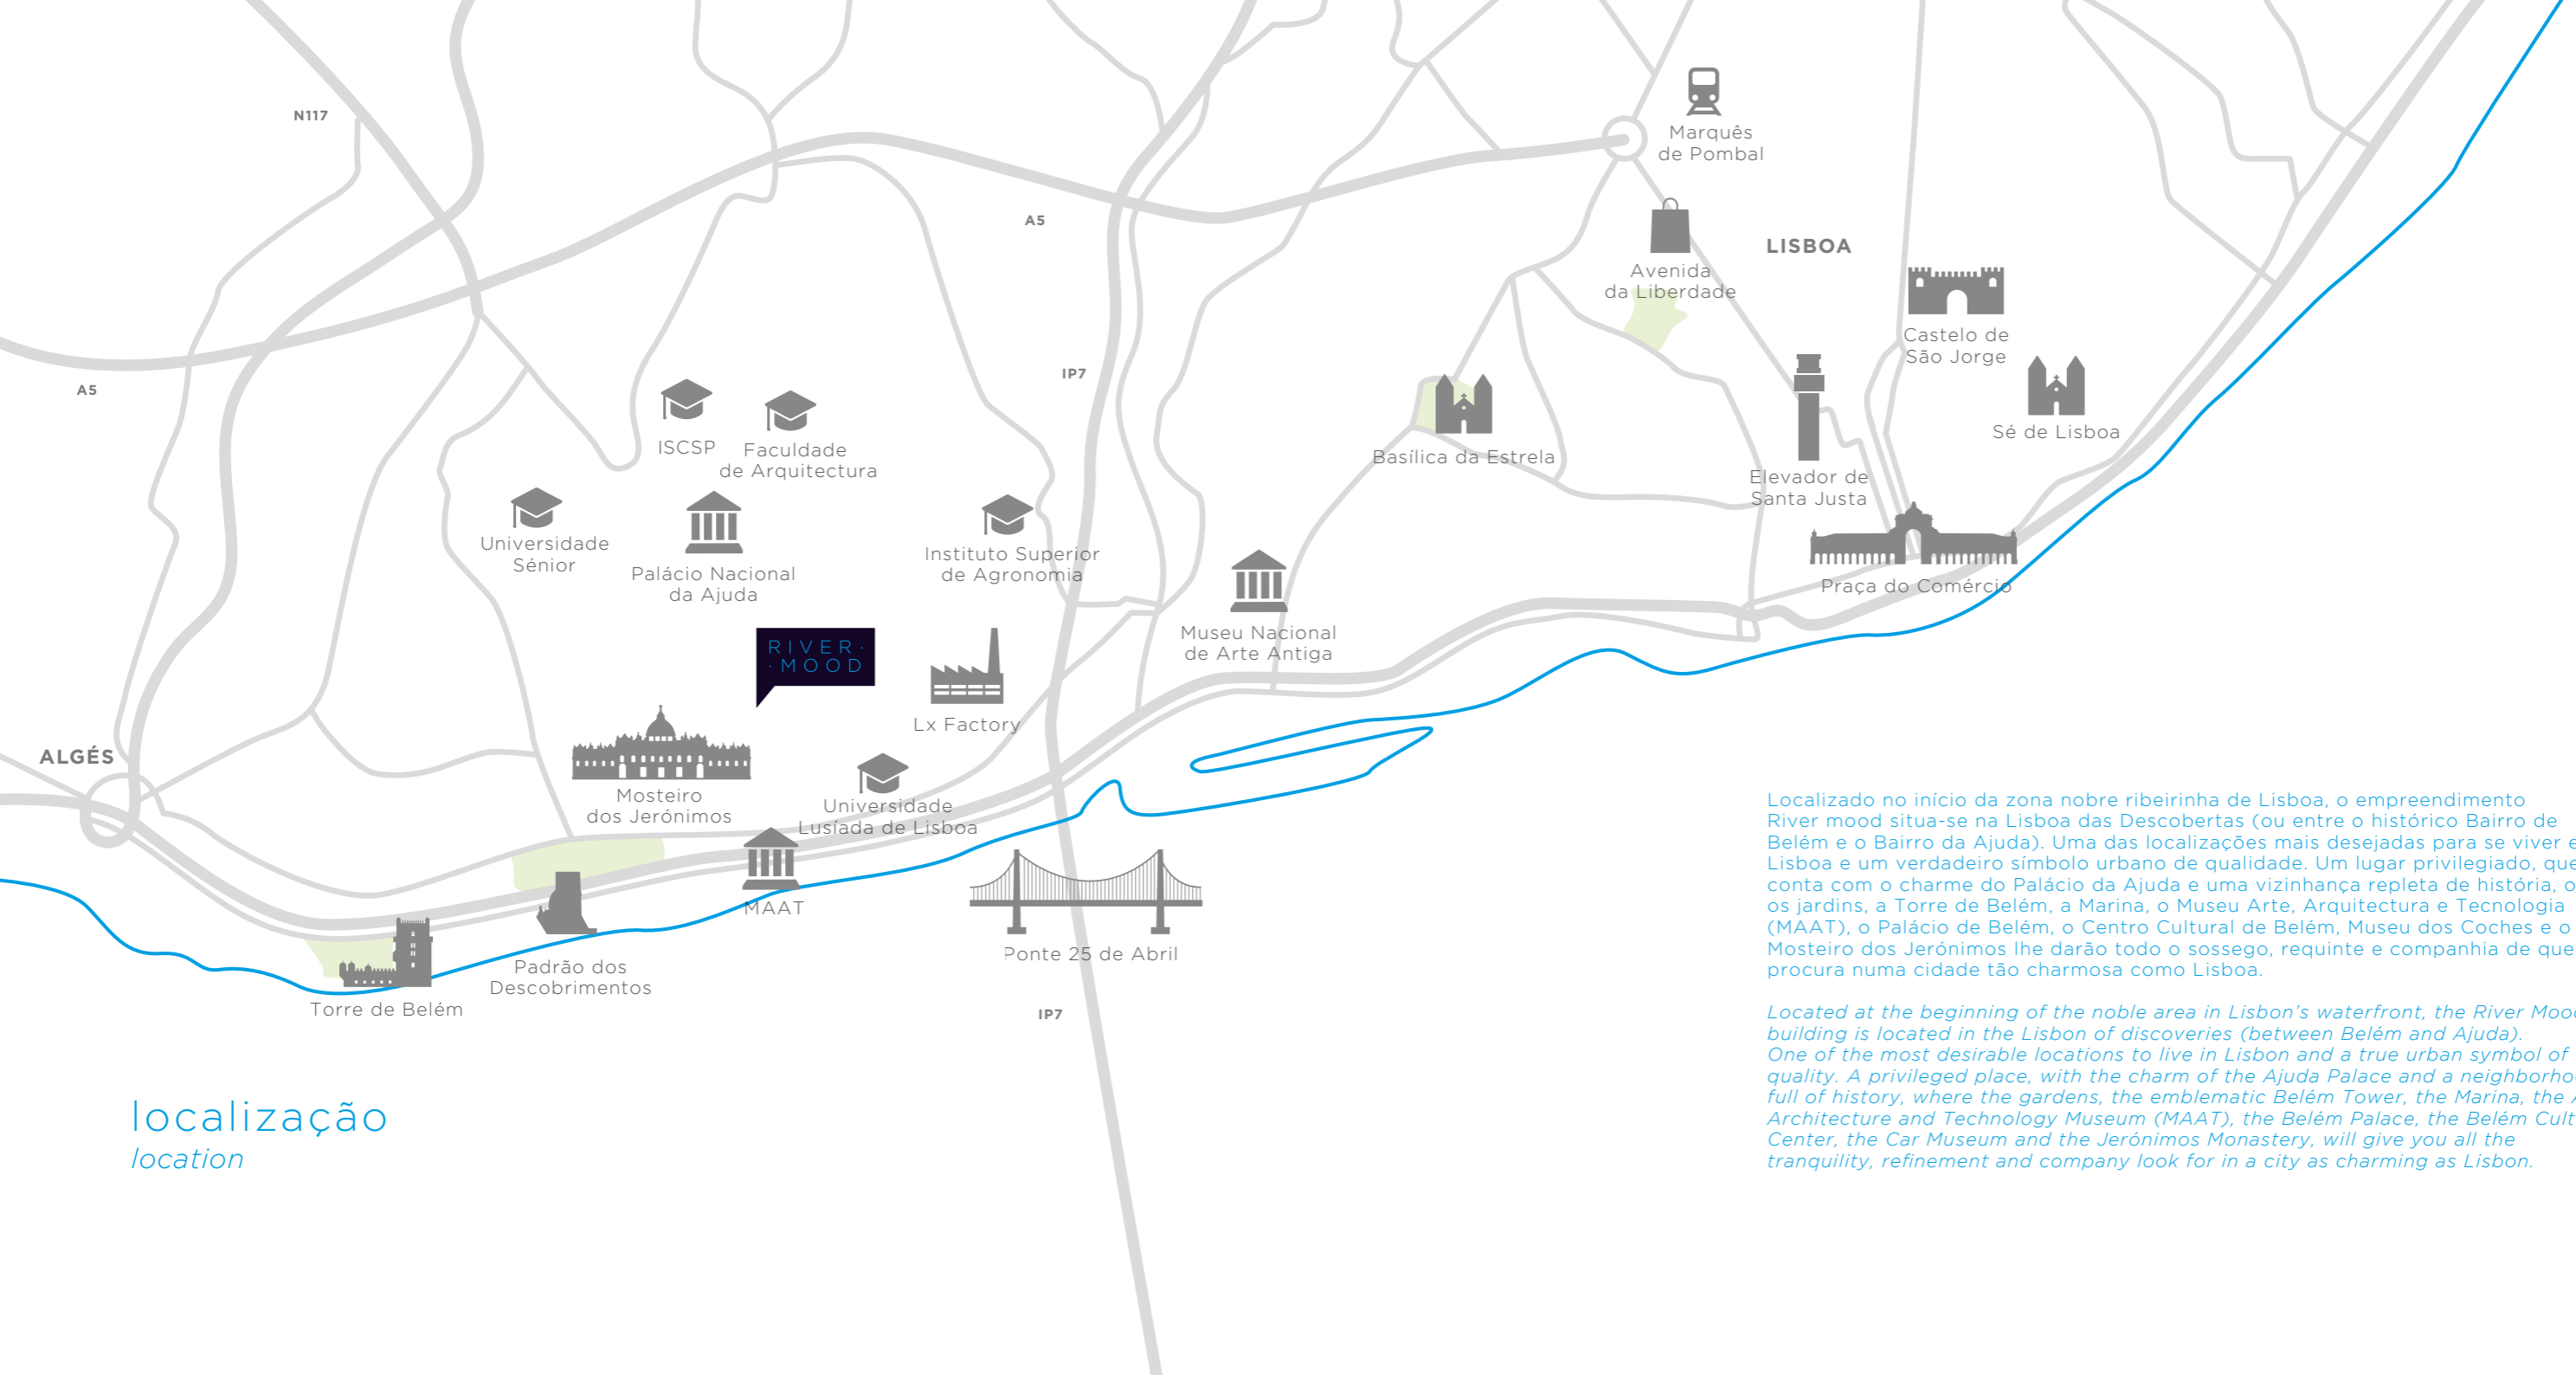 N117
Marquês
de Pombal
A5
LISBOA
Avenida
da Liberdade
Castelo de
São Jorge
IP7
A5
Sé de Lisboa
ISCSP
Faculdade
de Arquitectura
Basílica da Estrela
Elevador de
Santa Justa
Universidade
Sénior
Palácio Nacional
da Ajuda
Instituto Superior
de Agronomia
Praça do Comércio
RIVER·
·MOOD
Museu Nacional
de Arte Antiga
Lx Factory
ALGÉS
Mosteiro
dos Jerónimos
Universidade
Lusíada de Lisboa
MAAT
Ponte 25 de Abril
Padrão dos
Descobrimentos
Torre de Belém
IP7
Localizado no início da zona nobre ribeirinha de Lisboa, o empreendimento
River mood situa-se na Lisboa das Descobertas (ou entre o histórico Bairro de
Belém e o Bairro da Ajuda). Uma das localizações mais desejadas para se viver
Lisboa e um verdadeiro símbolo urbano de qualidade. Um lugar privilegiado, que
conta com o charme do Palácio da Ajuda e uma vizinhança repleta de história,
os jardins, a Torre de Belém, a Marina, o Museu Arte, Arquitectura e Tecnologia
(MAAT), o Palácio de Belém, o Centro Cultural de Belém, Museu dos Coches e o
Mosteiro dos Jerónimos lhe darão todo o sossego, requinte e companhia de que
procura numa cidade tão charmosa como Lisboa.
Located at the beginning of the noble area in Lisbon's waterfront, the River
building is located in the Lisbon of discoveries (between Belém and Ajuda).
One of the most desirable locations to live in Lisbon and a true urban symbol of
quality. A privileged place, with the charm of the Ajuda Palace and a
full of history, where the gardens, the emblematic Belém Tower, the Marina, the
Architecture and Technology Museum (MAAT), the Belém Palace, the Belém
Center, the Car Museum and the Jerónimos Monastery, will give you all the
tranquility, refinement and company look for in a city as charming as Lisbon.
localização
location